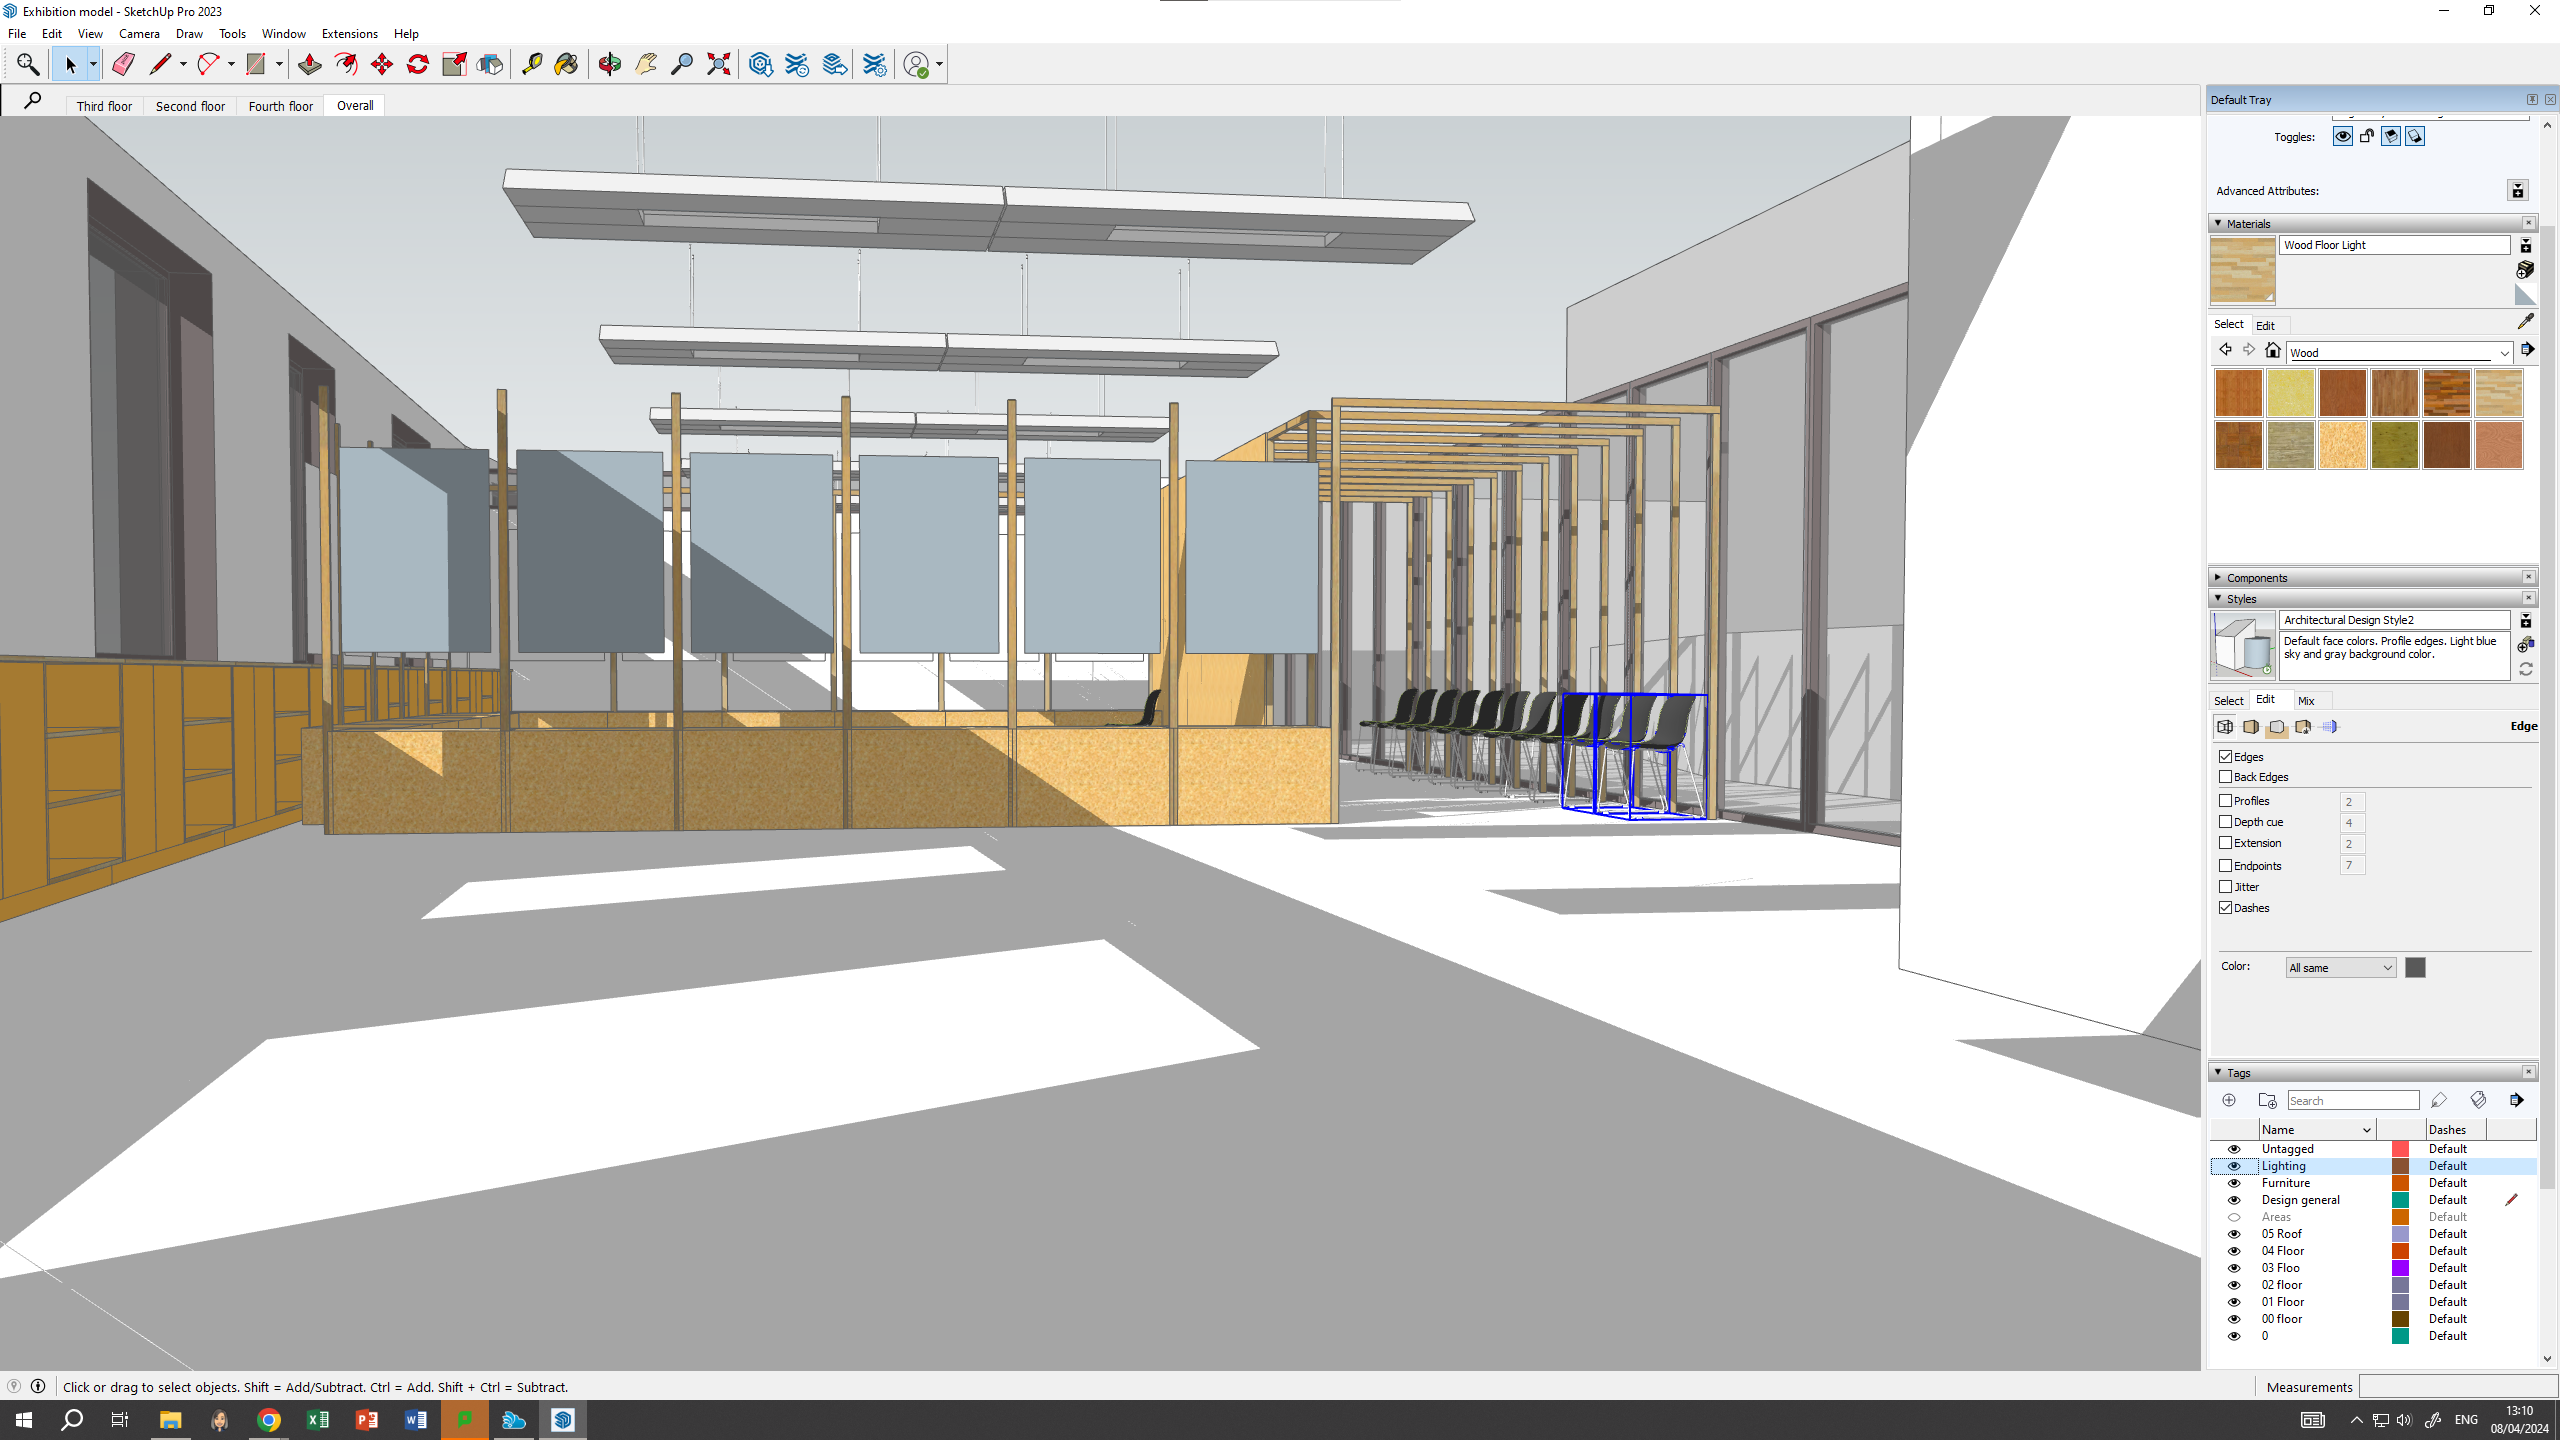 Exhibition model - SketchUp Pro 2023
File Edit View Camera Draw Tools Window Extensions Help
Third floor Second floor Fourth floor Overall
Default Tray
Toggles:
Advanced Attributes:
Materials
Wood Floor Light
Select Edit
Wood
Components
Styles
Architectural Design Style2
Default face colors. Profile edges. Light blue
sky and gray background color.
Select Edit Mix
Edge
Edges
Back Edges
Profiles 2
Depth cue 4
Extension 2
Endpoints 7
Jitter
Dashes
Color: All same
Tags
Search
Name Dashes
Untagged Default
Lighting Default
Furniture Default
Design general Default
Areas Default
05 Roof Default
04 Floor Default
03 Floo Default
02 floor Default
01 Floor Default
00 floor Default
0 Default
Click or drag to select objects. Shift = Add/Subtract. Ctrl = Add. Shift + Ctrl = Subtract.
Measurements
ENG
13:10
08/04/2024